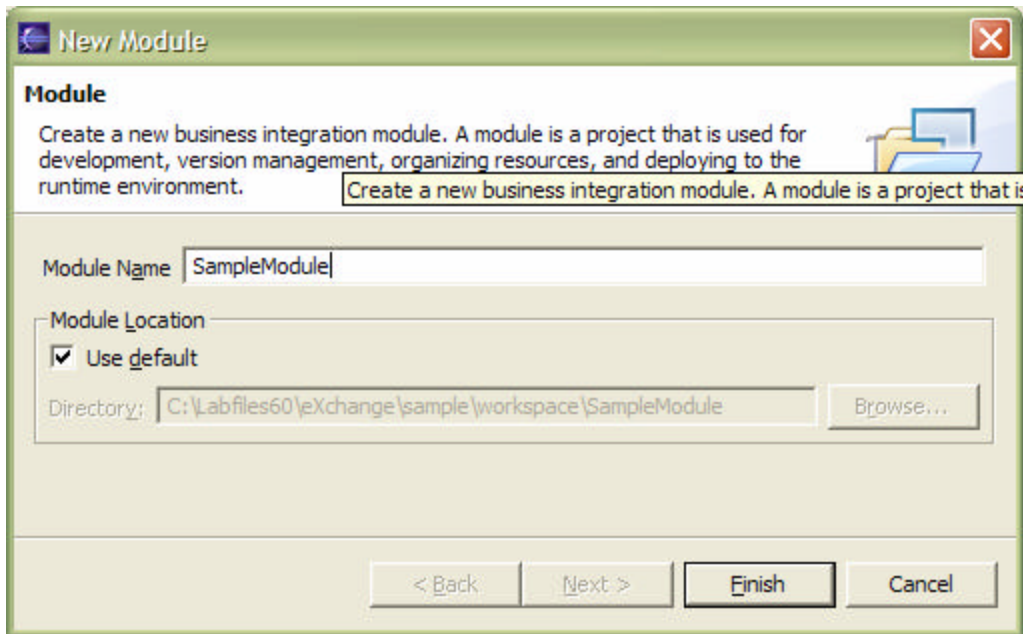 New Module
Module
Create a new business integration module. A module is a project that is used for
development, version management, organizing resources, and deploying to the
runtime environment.
Create a new business integration module. A module is a project that is
Module Name SampleModule
Module Location
Use default
Directory: C:\Labfiles60\eXchange\sample\workspace\SampleModule Browse...
< Back Next > Finish Cancel